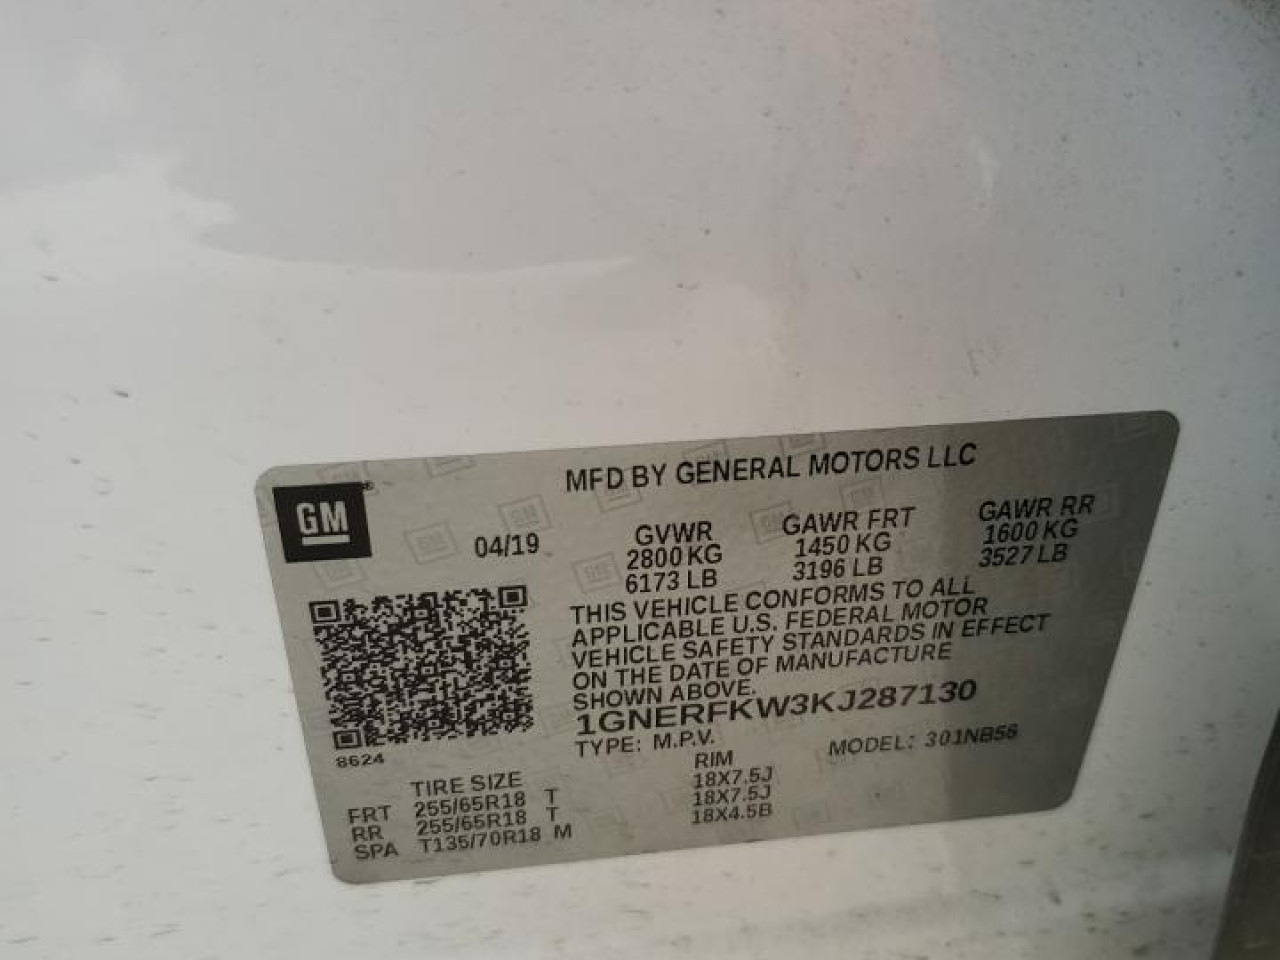 MFD BY GENERAL MOTORS LLC
GM®
04/19
GVWR GAWR FRT GAWR RR
2800 KG 1450 KG 1600 KG
6173 LB 3196 LB 3527 LB
THIS VEHICLE CONFORMS TO ALL
APPLICABLE U.S. FEDERAL MOTOR
VEHICLE SAFETY STANDARDS IN EFFECT
ON THE DATE OF MANUFACTURE
SHOWN ABOVE.
1GNERFKW3KJ287130
TYPE: M.P.V. MODEL: 301NB56
8624
TIRE SIZE RIM
FRT 255/65R18 T 18X7.5J
RR 255/65R18 T 18X7.5J
SPA T135/70R18 M 18X4.5B